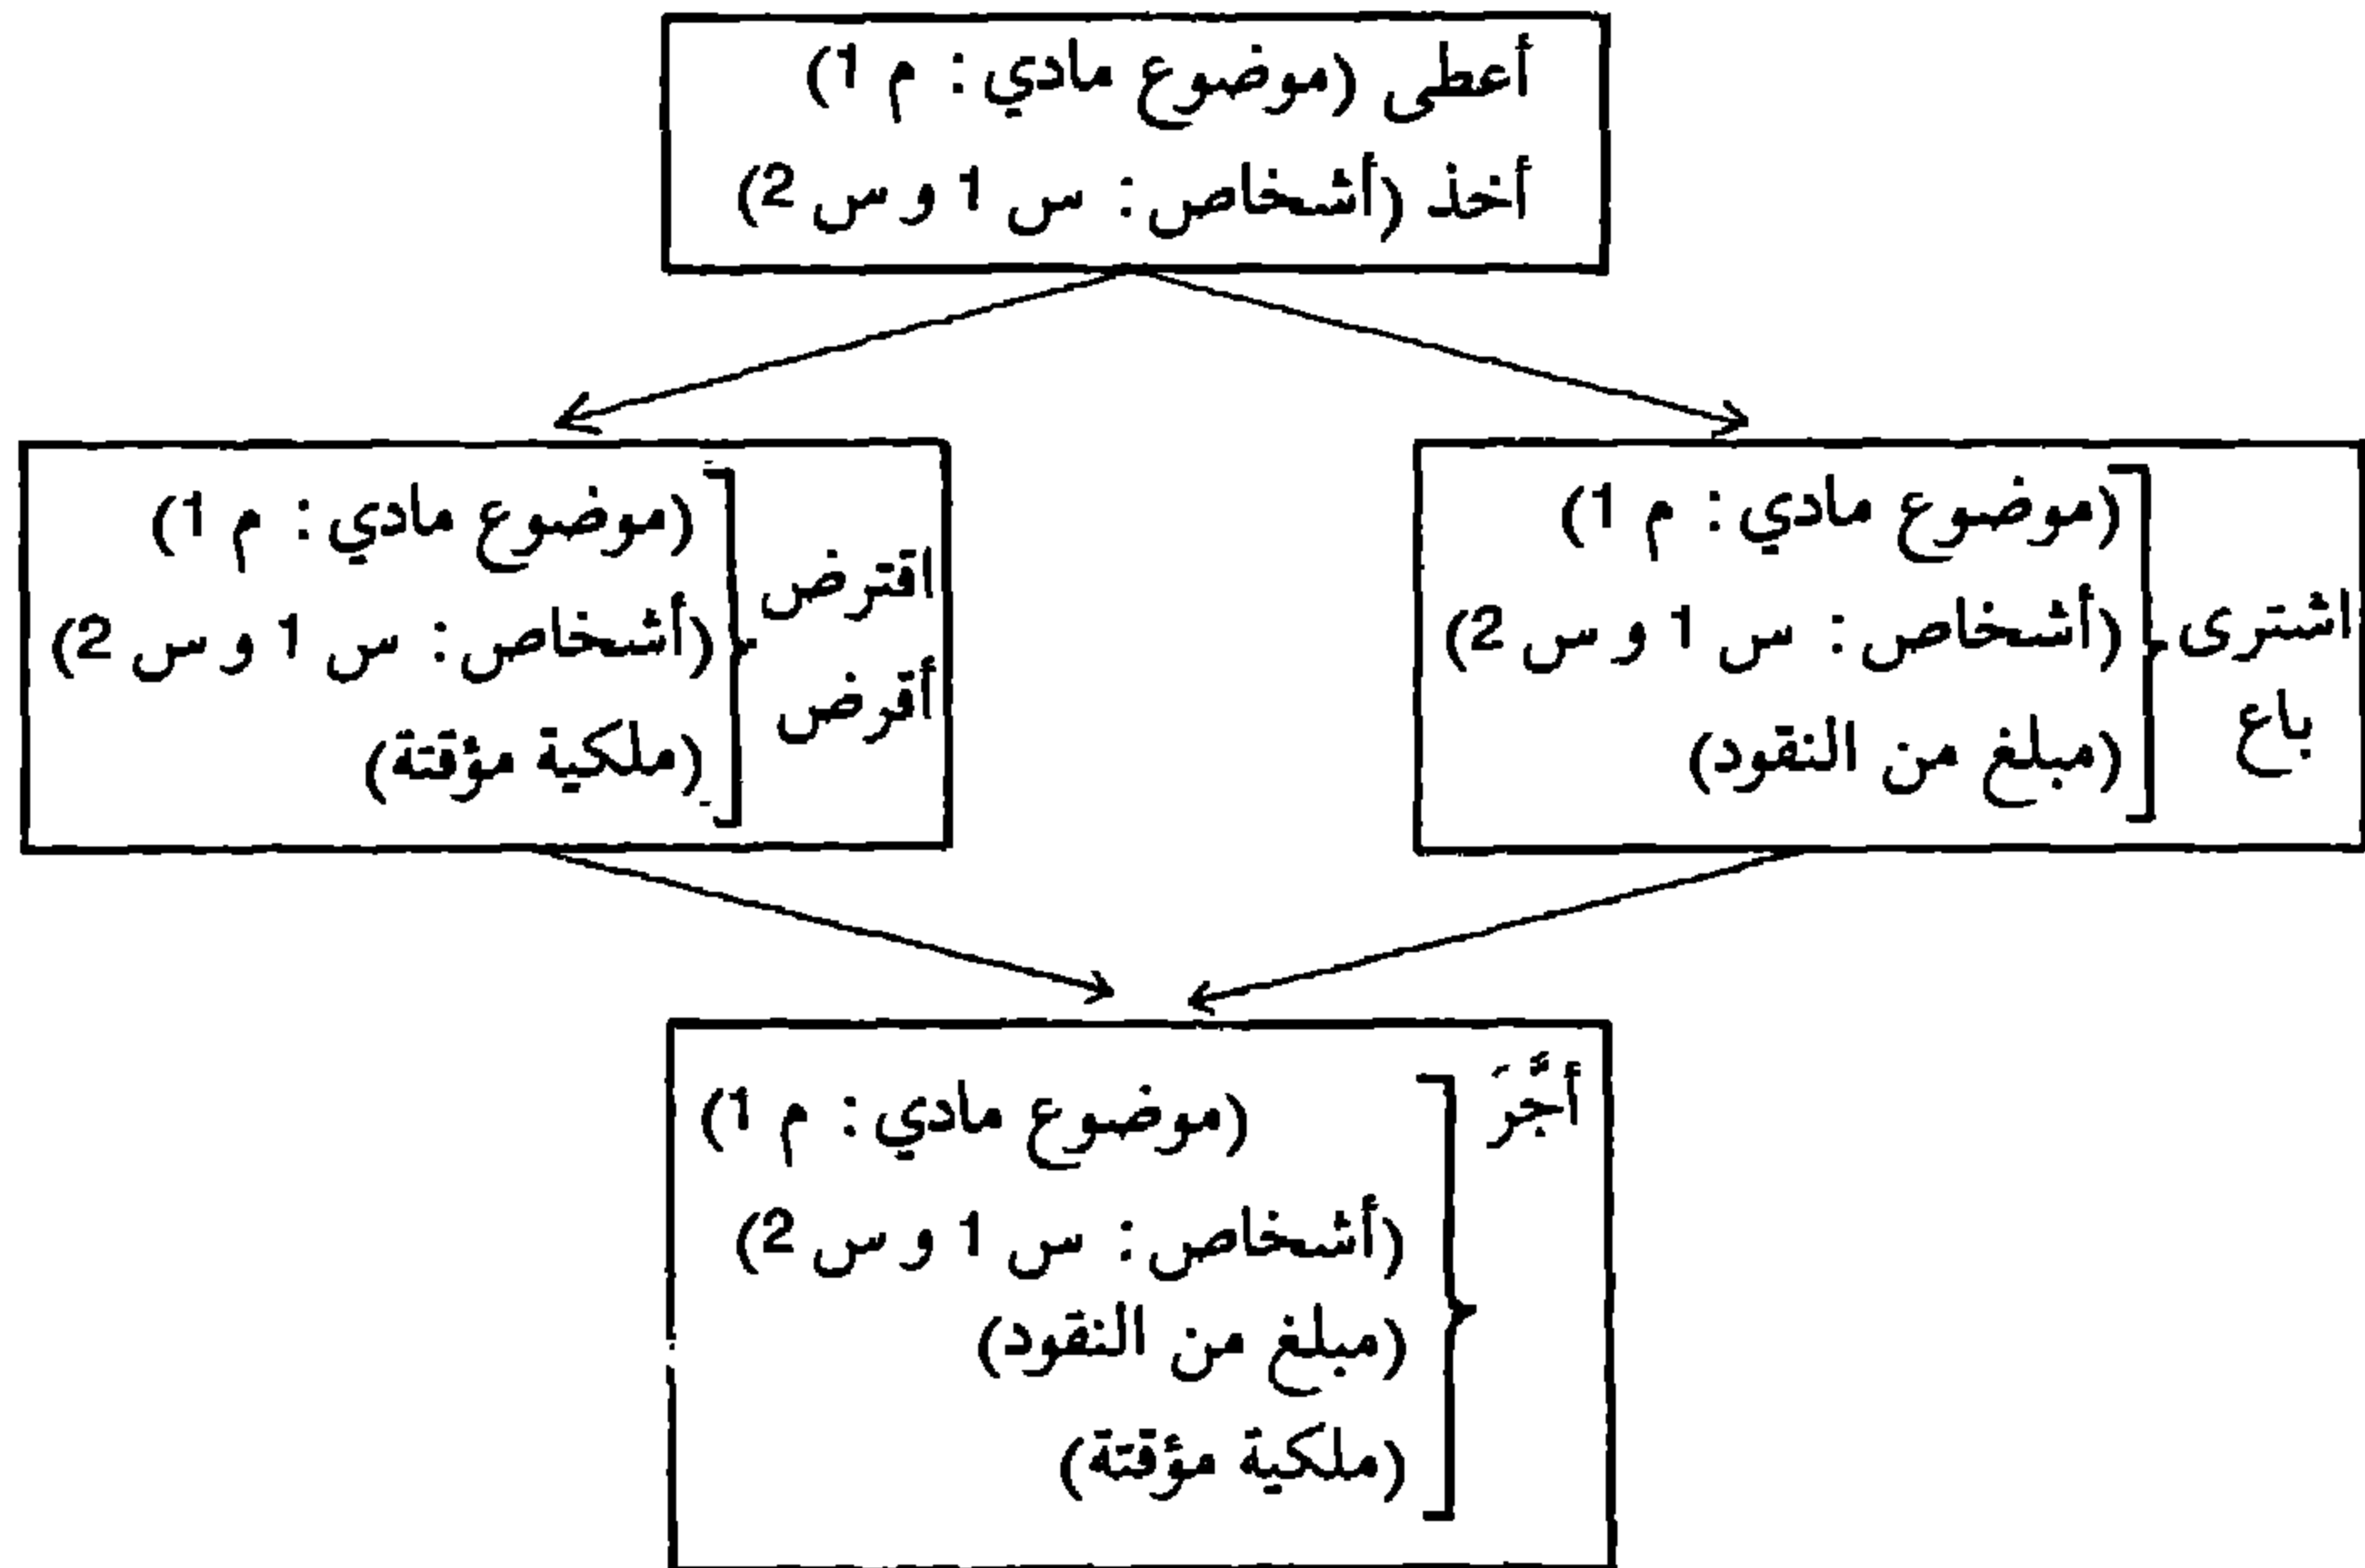 أعطى (موضوع مادي : م 1)
أخذ (أشخاص : س 1 و س 2)
اشترى
باع
(موضوع مادي : م 1)
(أشخاص : س 1 و س 2)
(مبلغ من النقود)
اقترض
أقرض
(موضوع مادي : م 1)
(أشخاص : س 1 و س 2)
(ملكية مؤقتة)
أجَّرَ
(موضوع مادي : م 1)
(أشخاص : س 1 و س 2)
(مبلغ من النقود)
(ملكية مؤقتة)